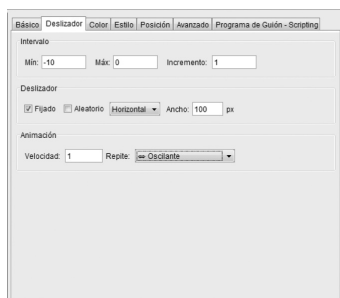 Básico Deslizador Color Estilo Posición Avanzado Programa de Guión - Scripting
Intervalo
Mín: -10 Máx: 0 Incremento: 1
Deslizador
Fijado Aleatorio Horizontal Ancho: 100 px
Animación
Velocidad: 1 Repite: ⇔ Oscilante